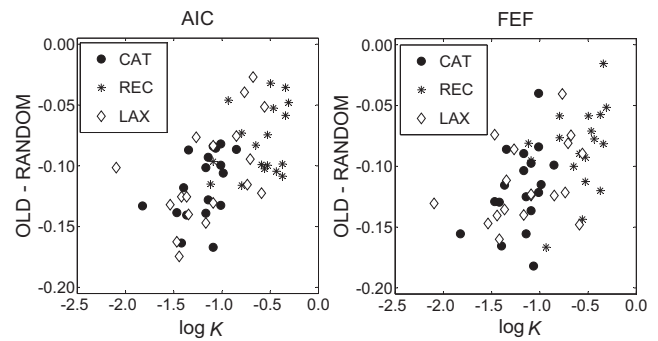 AIC
0.00
-0.05
-0.10
-0.15
-0.20
OLD - RANDOM
CAT
REC
LAX
-2.5
-2.0
-1.5
-1.0
-0.5
0.0
log K
FEF
0.00
-0.05
-0.10
-0.15
-0.20
OLD - RANDOM
CAT
REC
LAX
-2.5
-2.0
-1.5
-1.0
-0.5
0.0
log K